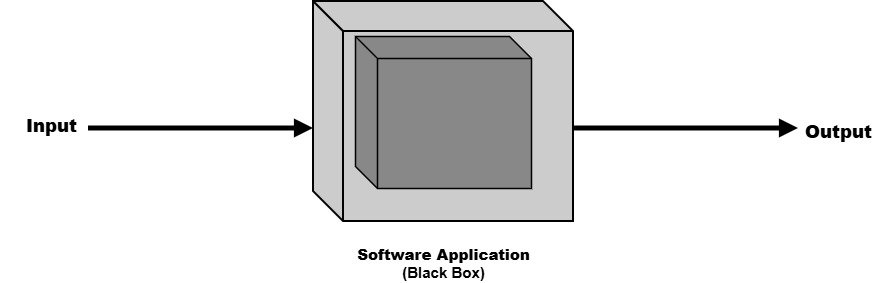 Input
Output
Software Application
(Black Box)